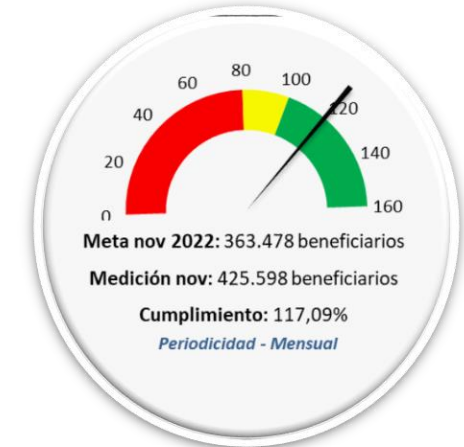 0
20
40
60
80
100
120
140
160
Meta nov 2022: 363.478 beneficiarios
Medición nov: 425.598 beneficiarios
Cumplimiento: 117,09%
Periodicidad - Mensual